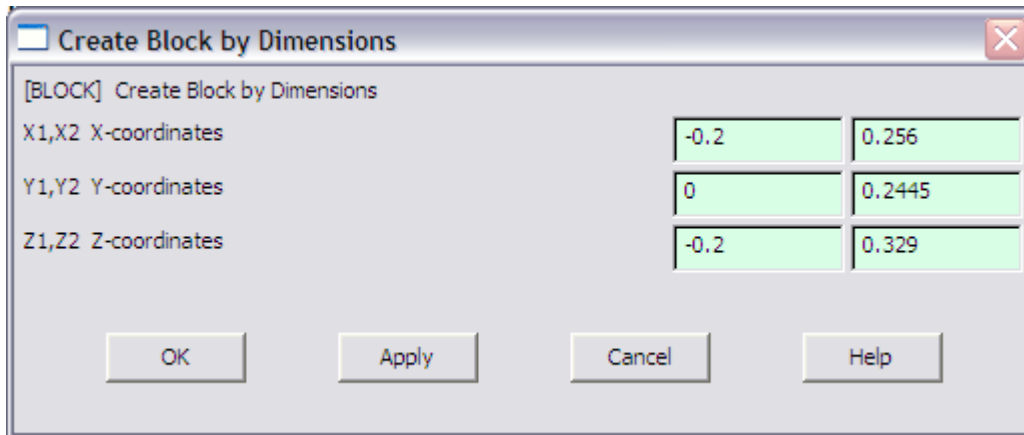 Create Block by Dimensions
[BLOCK] Create Block by Dimensions
X1,X2 X-coordinates -0.2 0.256
Y1,Y2 Y-coordinates 0 0.2445
Z1,Z2 Z-coordinates -0.2 0.329
OK Apply Cancel Help